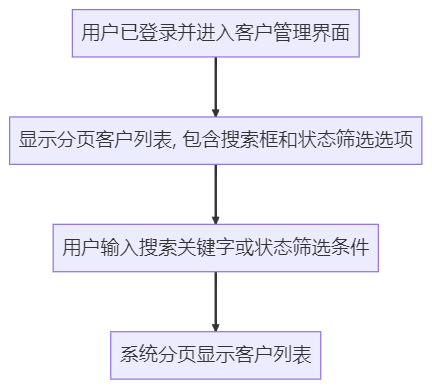 用户已登录并进入客户管理界面
显示分页客户列表, 包含搜索框和状态筛选选项
用户输入搜索关键字或状态筛选条件
系统分页显示客户列表